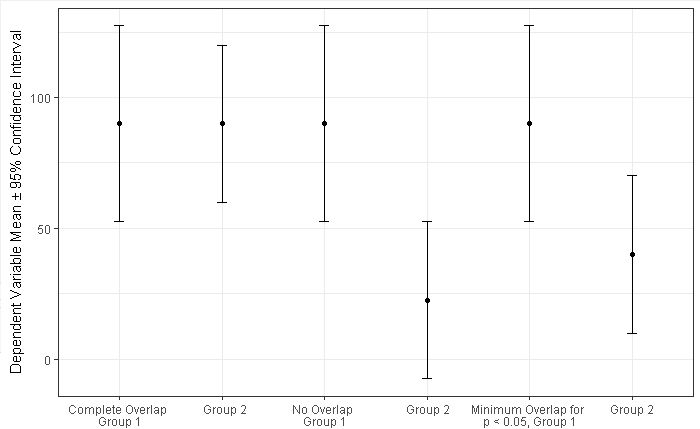 Dependent Variable Mean ± 95% Confidence Interval
100
50
0
Complete Overlap
Group 1
Group 2
No Overlap
Group 1
Group 2
Minimum Overlap for
p < 0.05, Group 1
Group 2